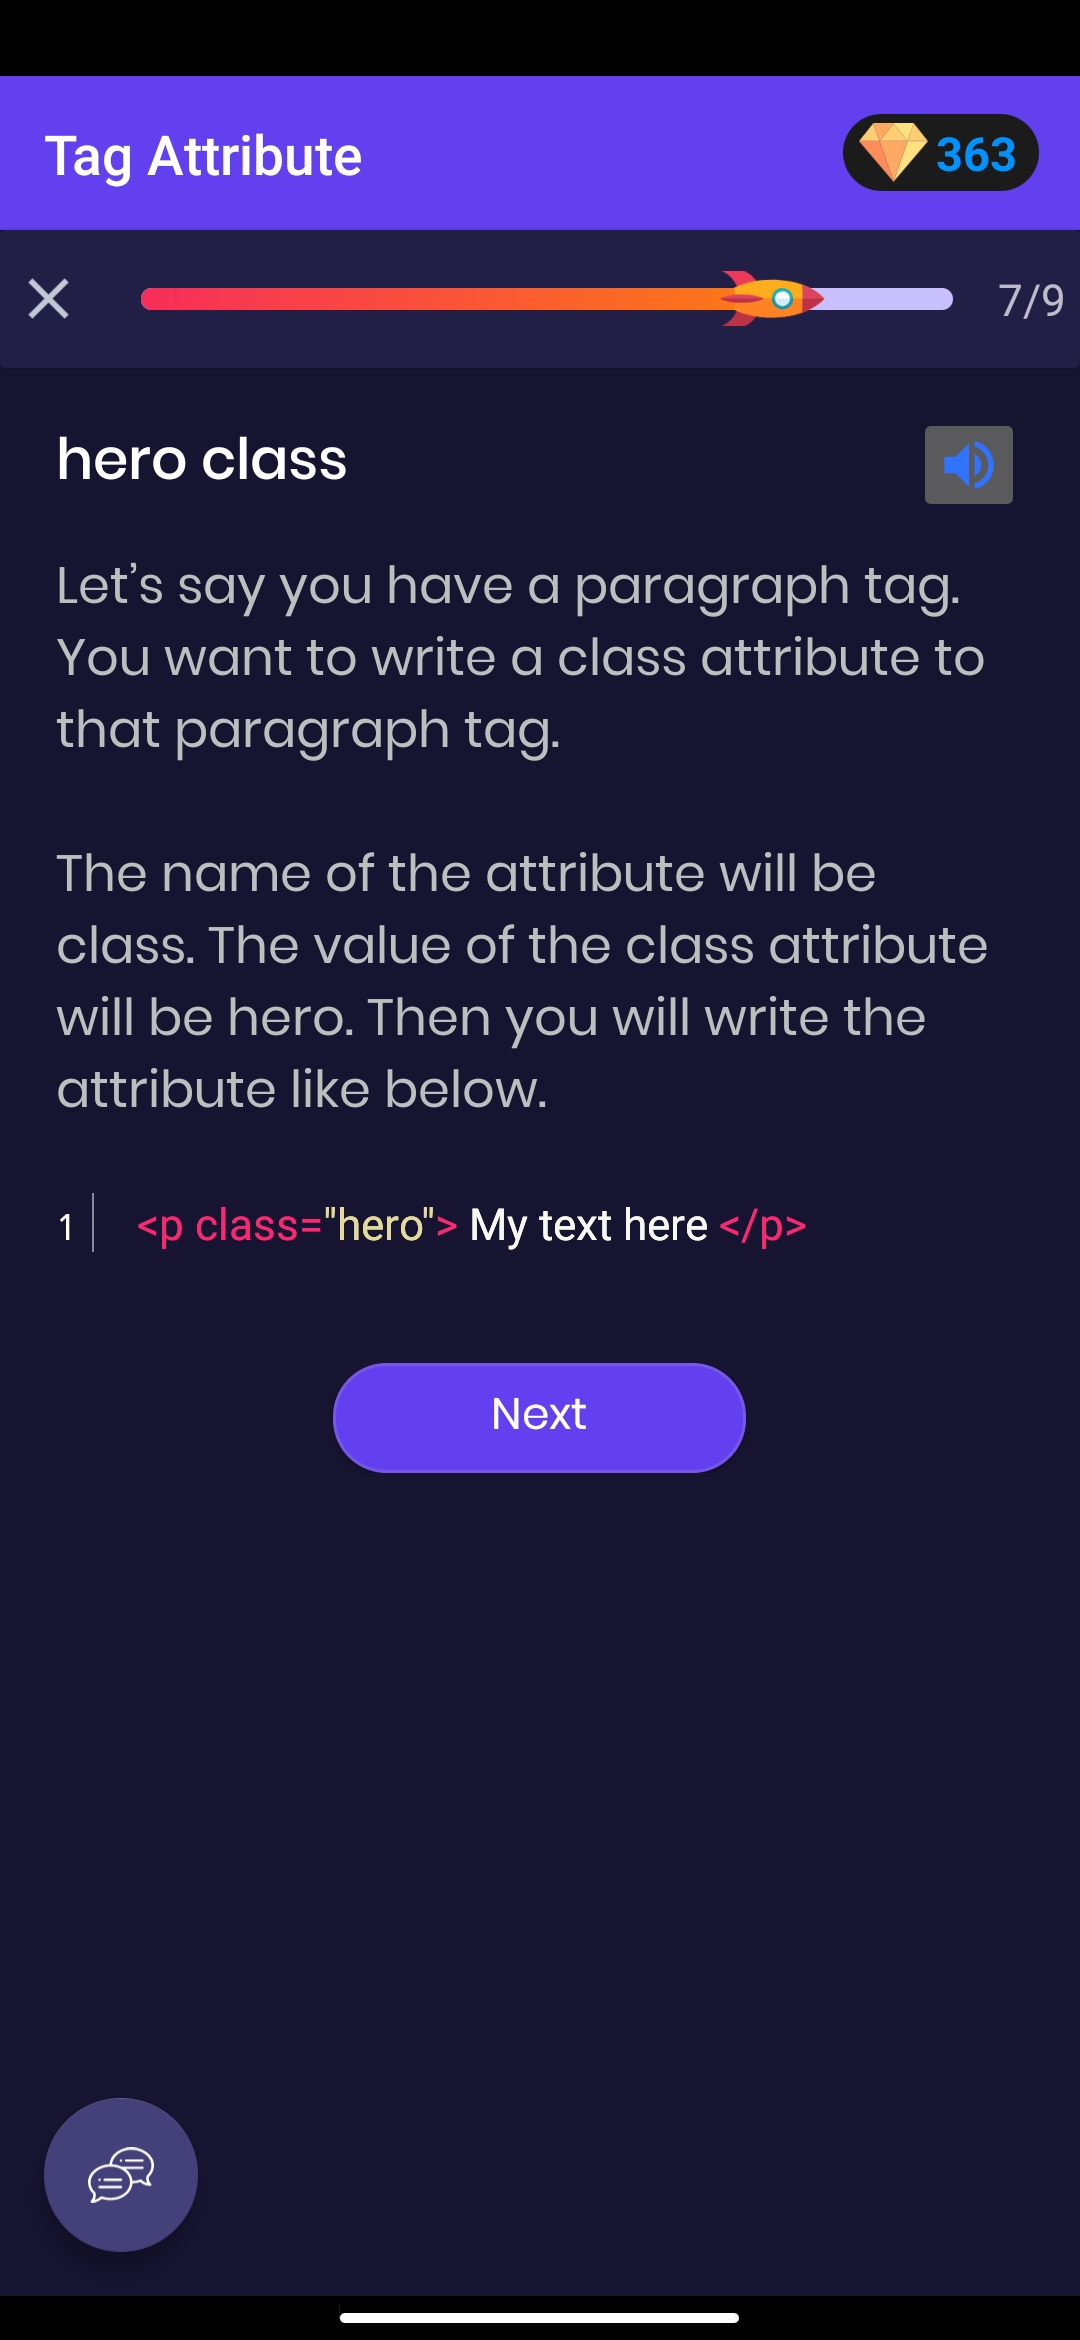 Tag Attribute
363
7/9
hero class
Let’s say you have a paragraph tag.
You want to write a class attribute to
that paragraph tag.
The name of the attribute will be
class. The value of the class attribute
will be hero. Then you will write the
attribute like below.
1 <p class="hero"> My text here </p>
Next